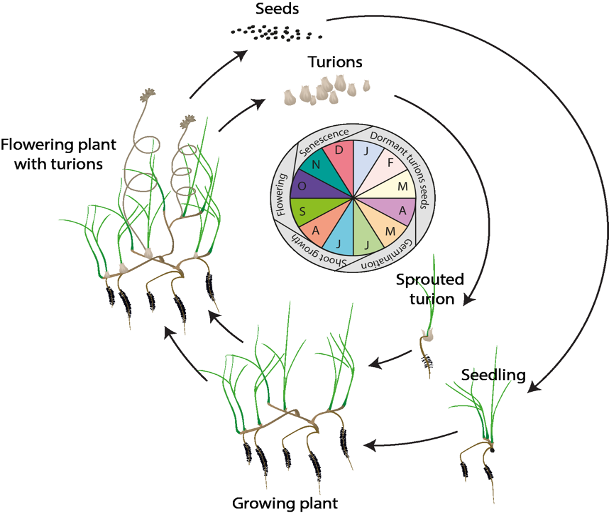 Seeds
Turions
Flowering plant
with turions
Senescence
Dormant turions seeds
Germination
Shoot growth
Flowering
J
F
M
A
M
J
J
A
S
O
N
D
Sprouted
turion
Seedling
Growing plant